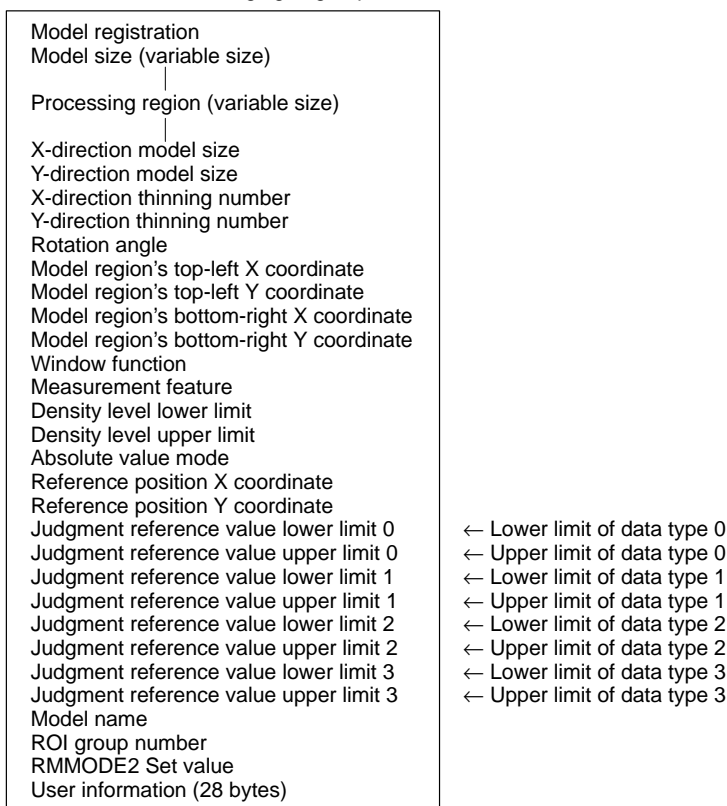 Model registration
Model size (variable size)
Processing region (variable size)
X-direction model size
Y-direction model size
X-direction thinning number
Y-direction thinning number
Rotation angle
Model region's top-left X coordinate
Model region's top-left Y coordinate
Model region's bottom-right X coordinate
Model region's bottom-right Y coordinate
Window function
Measurement feature
Density level lower limit
Density level upper limit
Absolute value mode
Reference position X coordinate
Reference position Y coordinate
Judgment reference value lower limit 0 ← Lower limit of data type 0
Judgment reference value upper limit 0 ← Upper limit of data type 0
Judgment reference value lower limit 1 ← Lower limit of data type 1
Judgment reference value upper limit 1 ← Upper limit of data type 1
Judgment reference value lower limit 2 ← Lower limit of data type 2
Judgment reference value upper limit 2 ← Upper limit of data type 2
Judgment reference value lower limit 3 ← Lower limit of data type 3
Judgment reference value upper limit 3 ← Upper limit of data type 3
Model name
ROI group number
RMMODE2 Set value
User information (28 bytes)